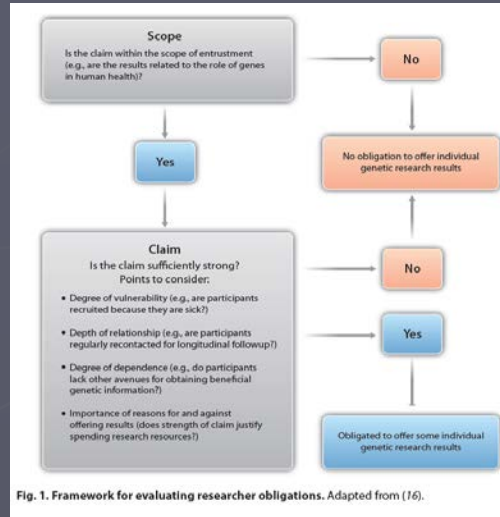 Scope
Is the claim within the scope of entrustment
(e.g., are the results related to the role of genes
in human health)?
No
Yes
No obligation to offer individual
genetic research results
Claim
Is the claim sufficiently strong?
Points to consider:
• Degree of vulnerability (e.g., are participants
recruited because they are sick?)
• Depth of relationship (e.g., are participants
regularly recontacted for longitudinal followup?)
• Degree of dependence (e.g., do participants
lack other avenues for obtaining beneficial
genetic information?)
• Importance of reasons for and against
offering results (does strength of claim justify
spending research resources?)
No
Yes
Obligated to offer some individual
genetic research results
Fig. 1. Framework for evaluating researcher obligations. Adapted from (16).